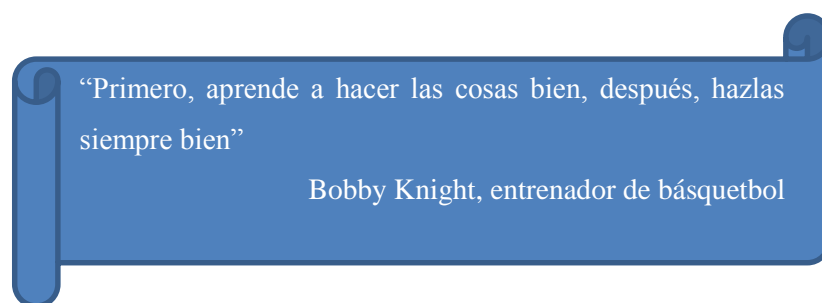 “Primero, aprende a hacer las cosas bien, después, hazlas
siempre bien”
Bobby Knight, entrenador de básquetbol